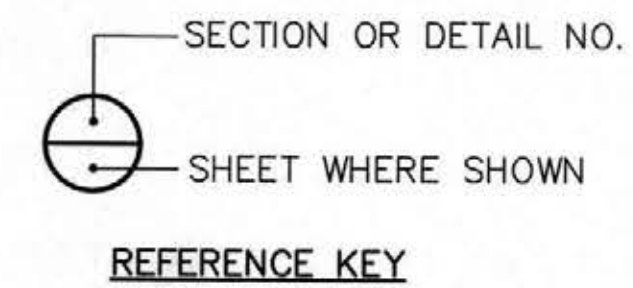 SECTION OR DETAIL NO.
SHEET WHERE SHOWN
REFERENCE KEY